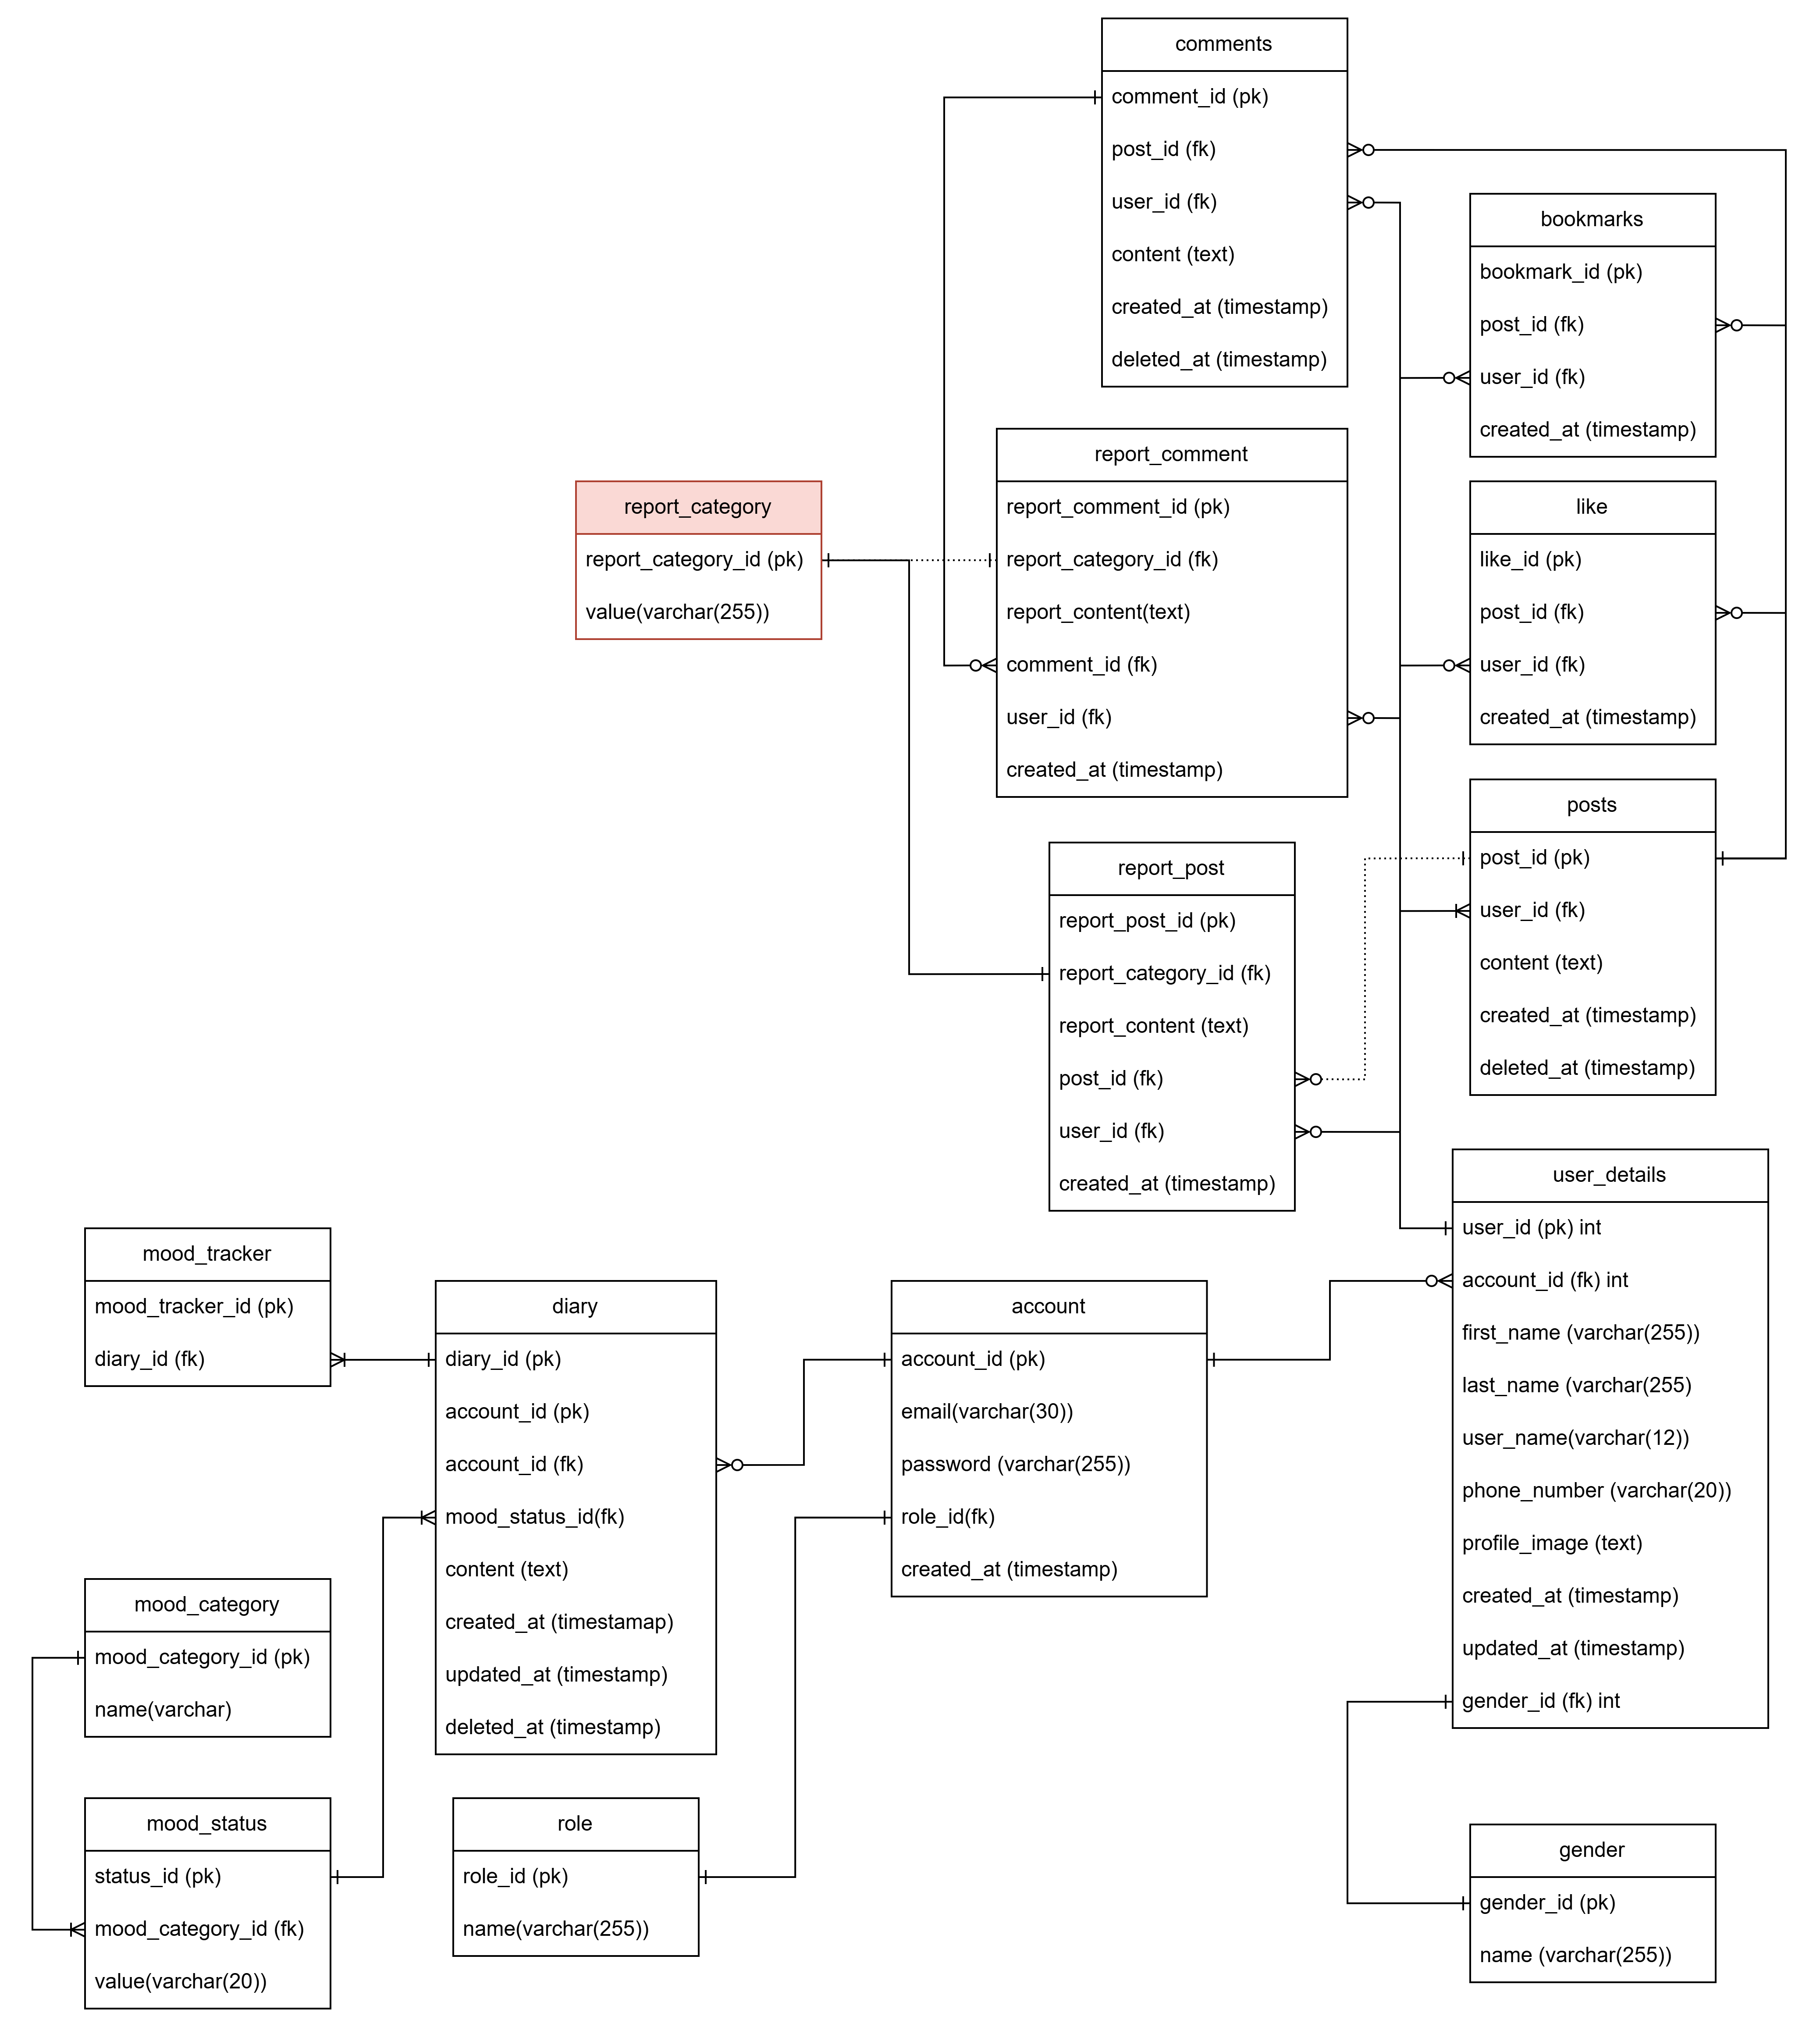 comments
comment_id (pk)
post_id (fk)
user_id (fk)
content (text)
created_at (timestamp)
deleted_at (timestamp)
bookmarks
bookmark_id (pk)
post_id (fk)
user_id (fk)
created_at (timestamp)
report_comment
report_comment_id (pk)
report_category_id (fk)
report_content(text)
comment_id (fk)
user_id (fk)
created_at (timestamp)
report_category
report_category_id (pk)
value(varchar(255))
like
like_id (pk)
post_id (fk)
user_id (fk)
created_at (timestamp)
posts
post_id (pk)
user_id (fk)
content (text)
created_at (timestamp)
deleted_at (timestamp)
report_post
report_post_id (pk)
report_category_id (fk)
report_content (text)
post_id (fk)
user_id (fk)
created_at (timestamp)
user_details
user_id (pk) int
account_id (fk) int
first_name (varchar(255))
last_name (varchar(255)
user_name(varchar(12))
phone_number (varchar(20))
profile_image (text)
created_at (timestamp)
updated_at (timestamp)
gender_id (fk) int
mood_tracker
mood_tracker_id (pk)
diary_id (fk)
diary
diary_id (pk)
account_id (pk)
account_id (fk)
mood_status_id(fk)
content (text)
created_at (timestamap)
updated_at (timestamp)
deleted_at (timestamp)
account
account_id (pk)
email(varchar(30))
password (varchar(255))
role_id(fk)
created_at (timestamp)
mood_category
mood_category_id (pk)
name(varchar)
mood_status
status_id (pk)
mood_category_id (fk)
value(varchar(20))
role
role_id (pk)
name(varchar(255))
gender
gender_id (pk)
name (varchar(255))